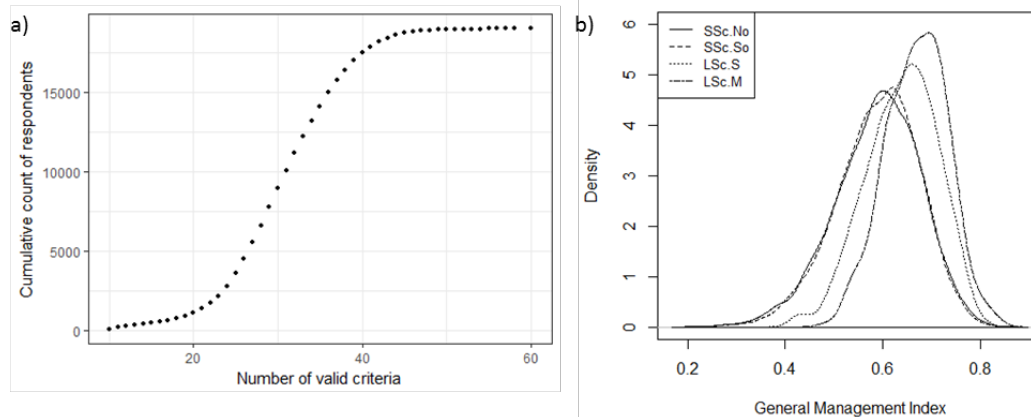 a)
Cumulative count of respondents
15000
10000
5000
0
20
40
60
Number of valid criteria
b)
SSc.No
SSc.So
LSc.S
LSc.M
Density
6
5
4
3
2
1
0
0.2
0.4
0.6
0.8
General Management Index